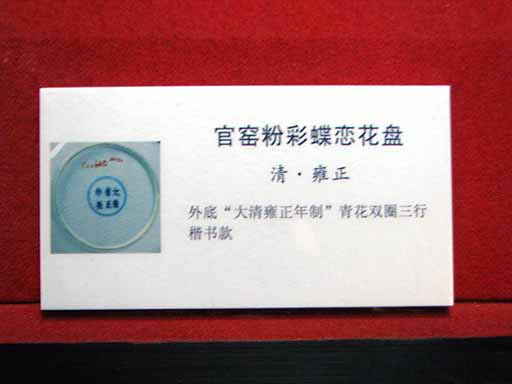 官窑粉彩蝶恋花盘
清·雍正
外底“大清雍正年制”青花双圈三行
楷书款